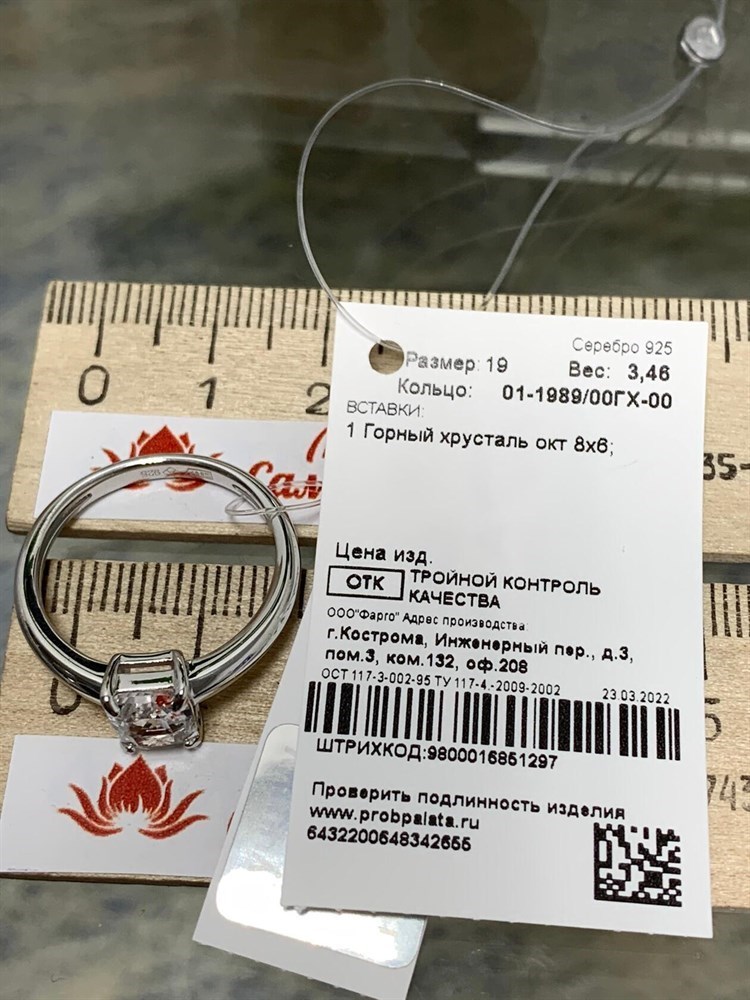 Серебро 925
Размер: 19 Вес: 3,46
Кольцо: 01-1989/00ГХ-00
ВСТАВКИ:
1 Горный хрусталь окт 8х6;
0 1 2
Цена изд.
ОТК ТРОЙНОЙ КОНТРОЛЬ
КАЧЕСТВА
ООО"Фарго" Адрес производства:
г.Кострома, Инженерный пер., д.3,
пом.3, ком.132, оф.208
ОСТ 117-3-002-95 ТУ 117-4.-2009-2002 23.03.2022
ШТРИХКОД:9800016851297
Проверить подлинность изделия
www.probpalata.ru
6432200648342655